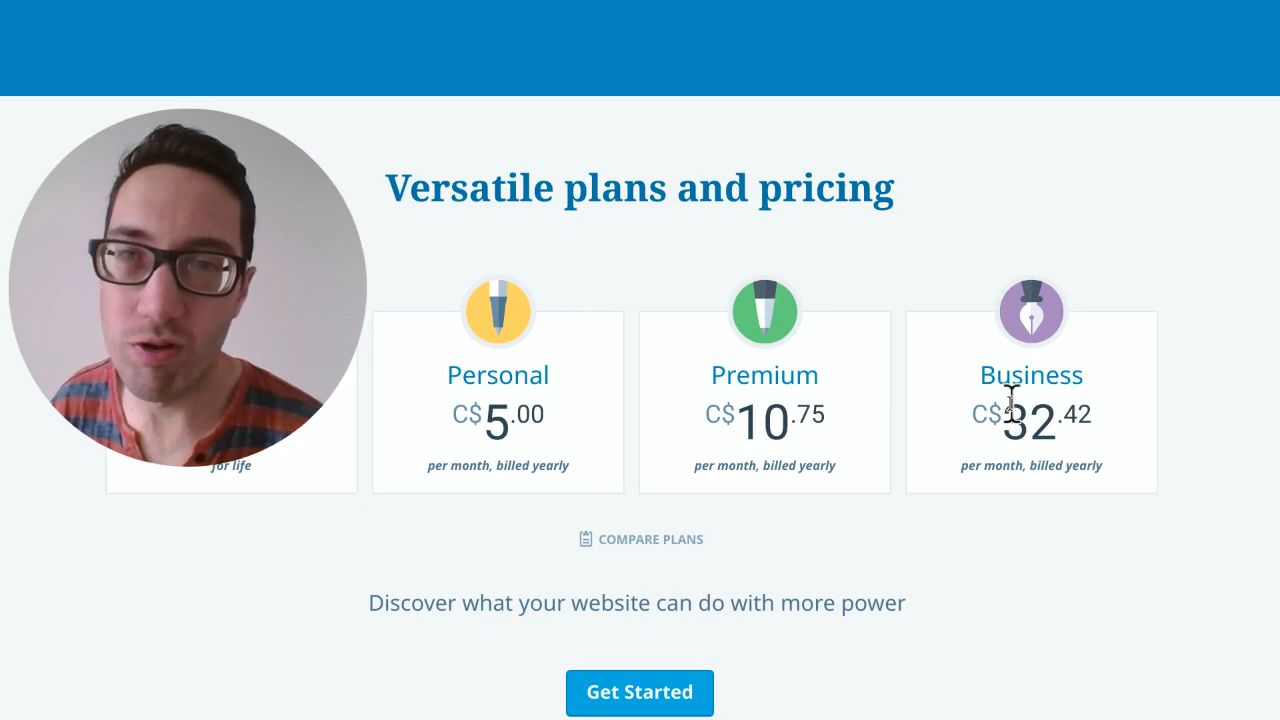 Versatile plans and pricing
Personal
C$5.00
per month, billed yearly
Premium
C$10.75
per month, billed yearly
Business
C$32.42
per month, billed yearly
for life
COMPARE PLANS
Discover what your website can do with more power
Get Started